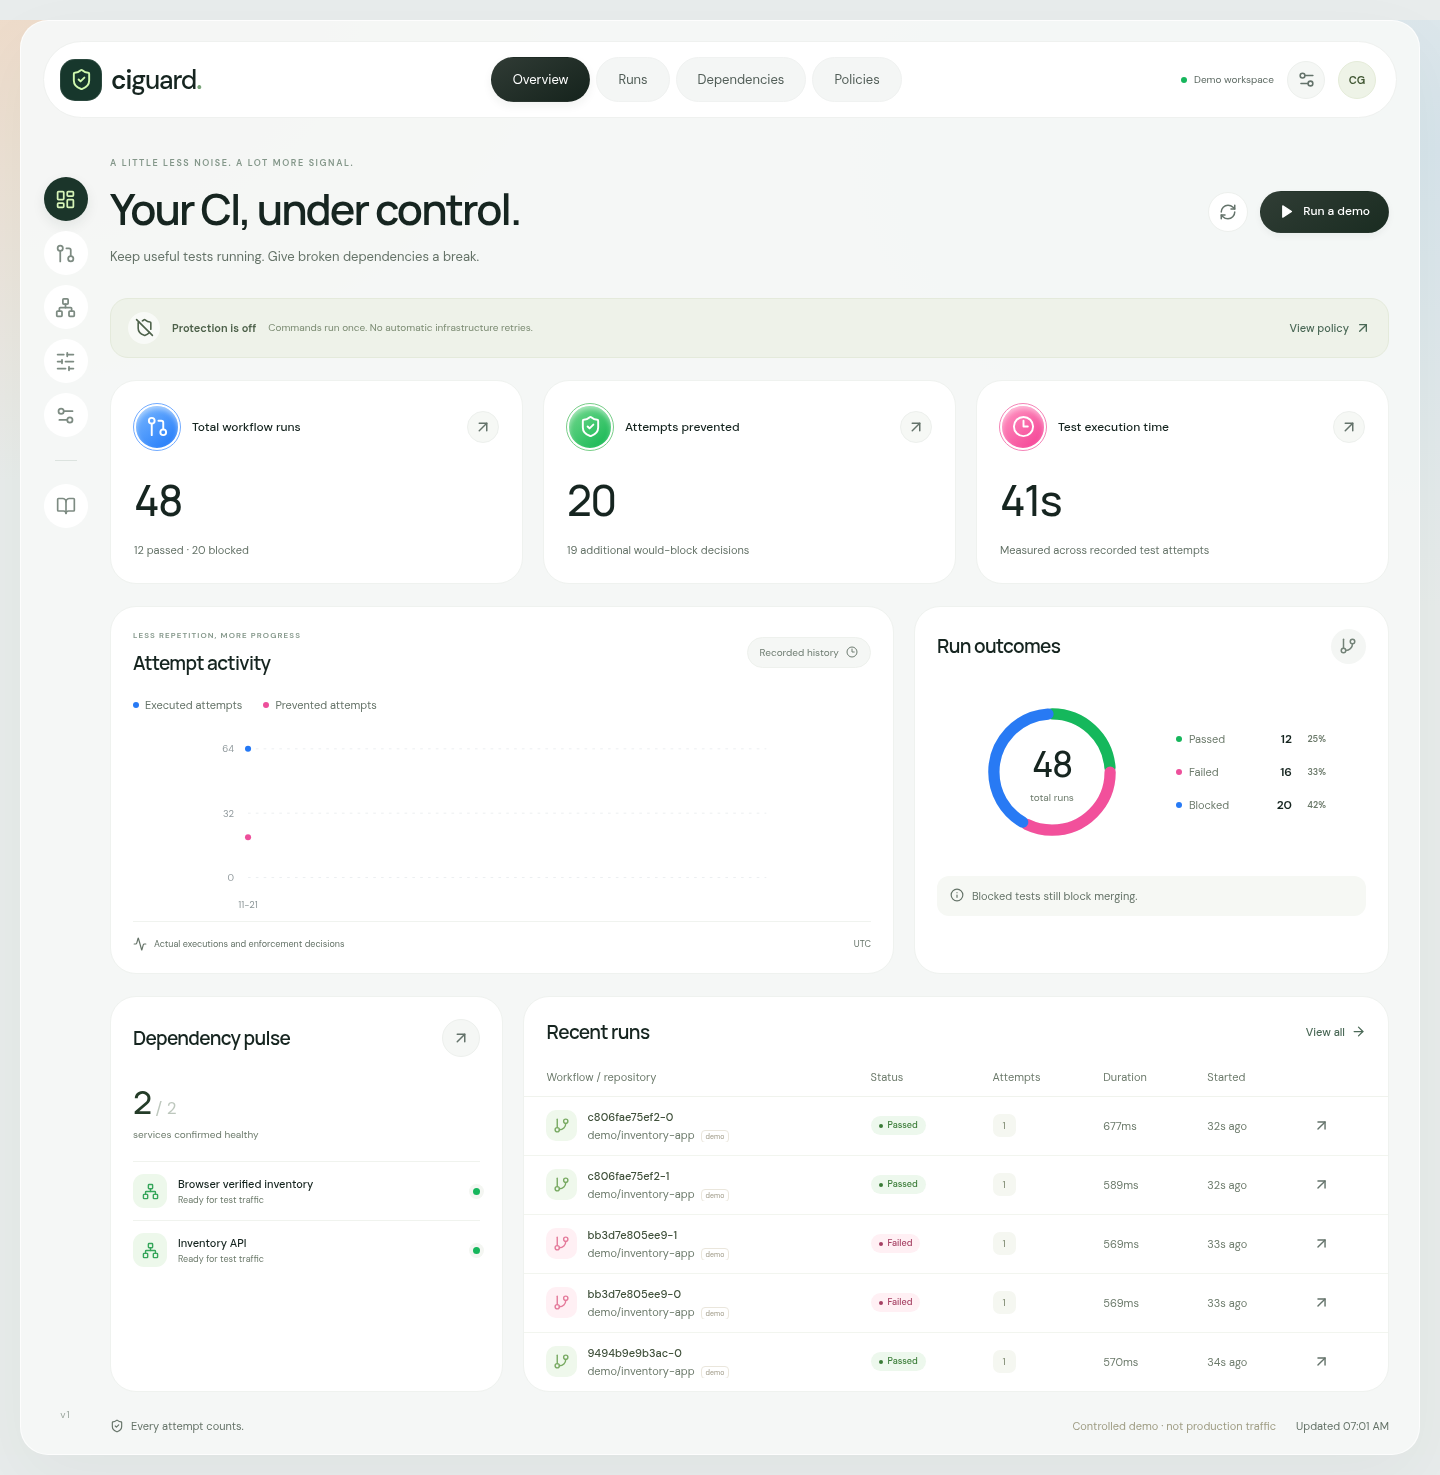 ciguard.
Overview
Runs
Dependencies
Policies
Demo workspace
CG
A LITTLE LESS NOISE. A LOT MORE SIGNAL.
Your CI, under control.
Keep useful tests running. Give broken dependencies a break.
Run a demo
Protection is off Commands run once. No automatic infrastructure retries.
View policy
Total workflow runs
48
12 passed · 20 blocked
Attempts prevented
20
19 additional would-block decisions
Test execution time
41s
Measured across recorded test attempts
LESS REPETITION, MORE PROGRESS
Attempt activity
Recorded history
Executed attempts Prevented attempts
64
32
0
11-21
Actual executions and enforcement decisions
UTC
Run outcomes
48
total runs
Passed 12 25%
Failed 16 33%
Blocked 20 42%
Blocked tests still block merging.
Dependency pulse
2 / 2
services confirmed healthy
Browser verified inventory
Ready for test traffic
Inventory API
Ready for test traffic
Recent runs
View all
Workflow / repository Status Attempts Duration Started
c806fae75ef2-0
demo/inventory-app demo
Passed 1 677ms 32s ago
c806fae75ef2-1
demo/inventory-app demo
Passed 1 589ms 32s ago
bb3d7e805ee9-1
demo/inventory-app demo
Failed 1 569ms 33s ago
bb3d7e805ee9-0
demo/inventory-app demo
Failed 1 569ms 33s ago
9494b9e9b3ac-0
demo/inventory-app demo
Passed 1 570ms 34s ago
v1
Every attempt counts.
Controlled demo · not production traffic
Updated 07:01 AM